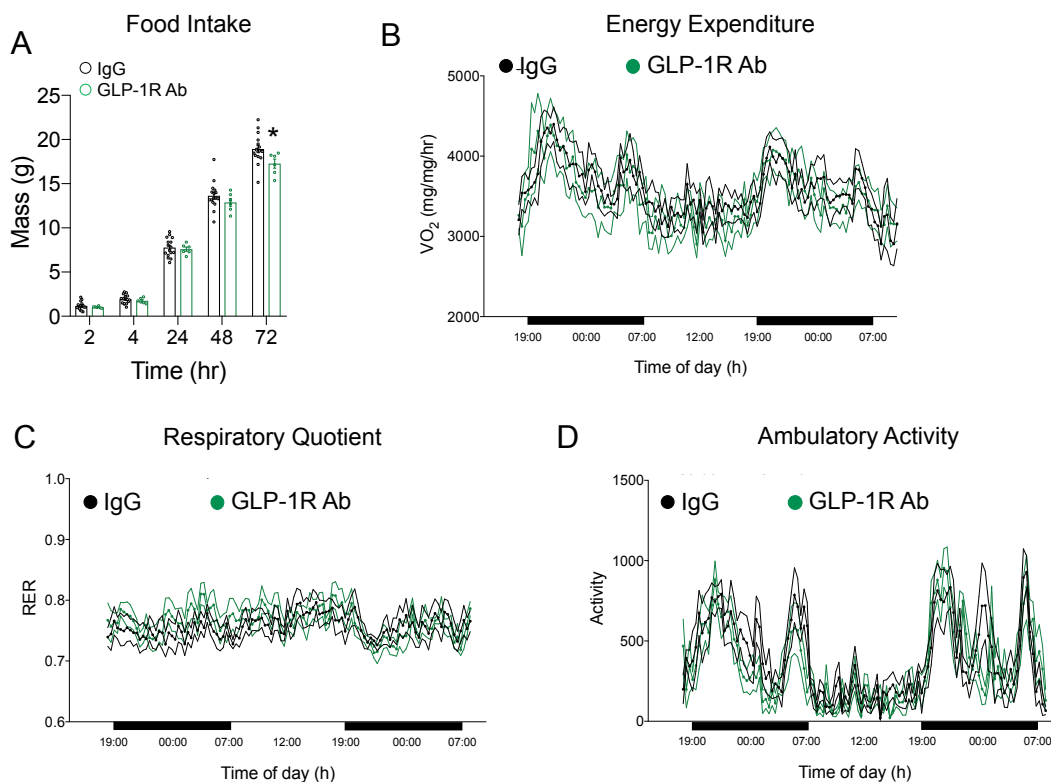 A
Food Intake
IgG
GLP-1R Ab
*
25
20
15
10
5
0
Mass (g)
2 4 24 48 72
Time (hr)
B
Energy Expenditure
IgG GLP-1R Ab
5000
4000
3000
2000
VO2 (mg/mg/hr)
19:00 00:00 07:00 12:00 19:00 00:00 07:00
Time of day (h)
C
Respiratory Quotient
IgG GLP-1R Ab
1.0
0.9
0.8
0.7
0.6
RER
19:00 00:00 07:00 12:00 19:00 00:00 07:00
Time of day (h)
D
Ambulatory Activity
IgG GLP-1R Ab
1500
1000
500
0
Activity
19:00 00:00 07:00 12:00 19:00 00:00 07:00
Time of day (h)